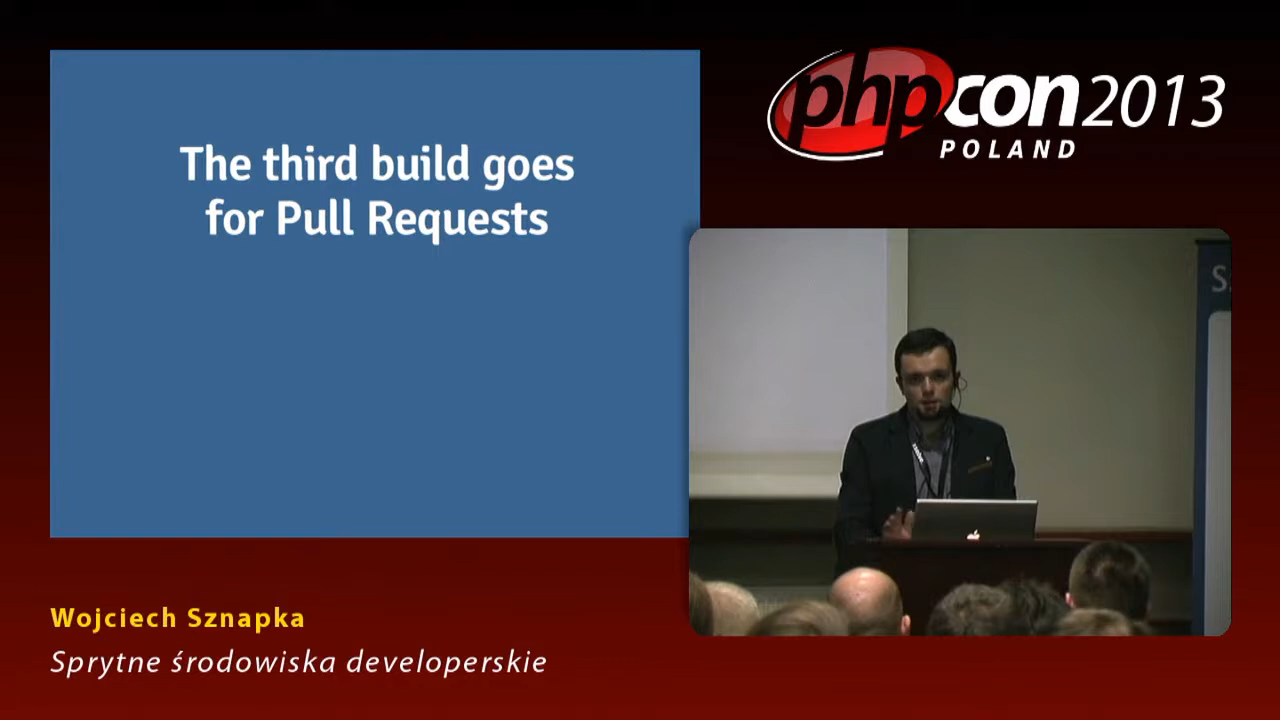 The third build goes
for Pull Requests
phpcon2013
POLAND
Wojciech Sznapka
Sprytne środowiska developerskie